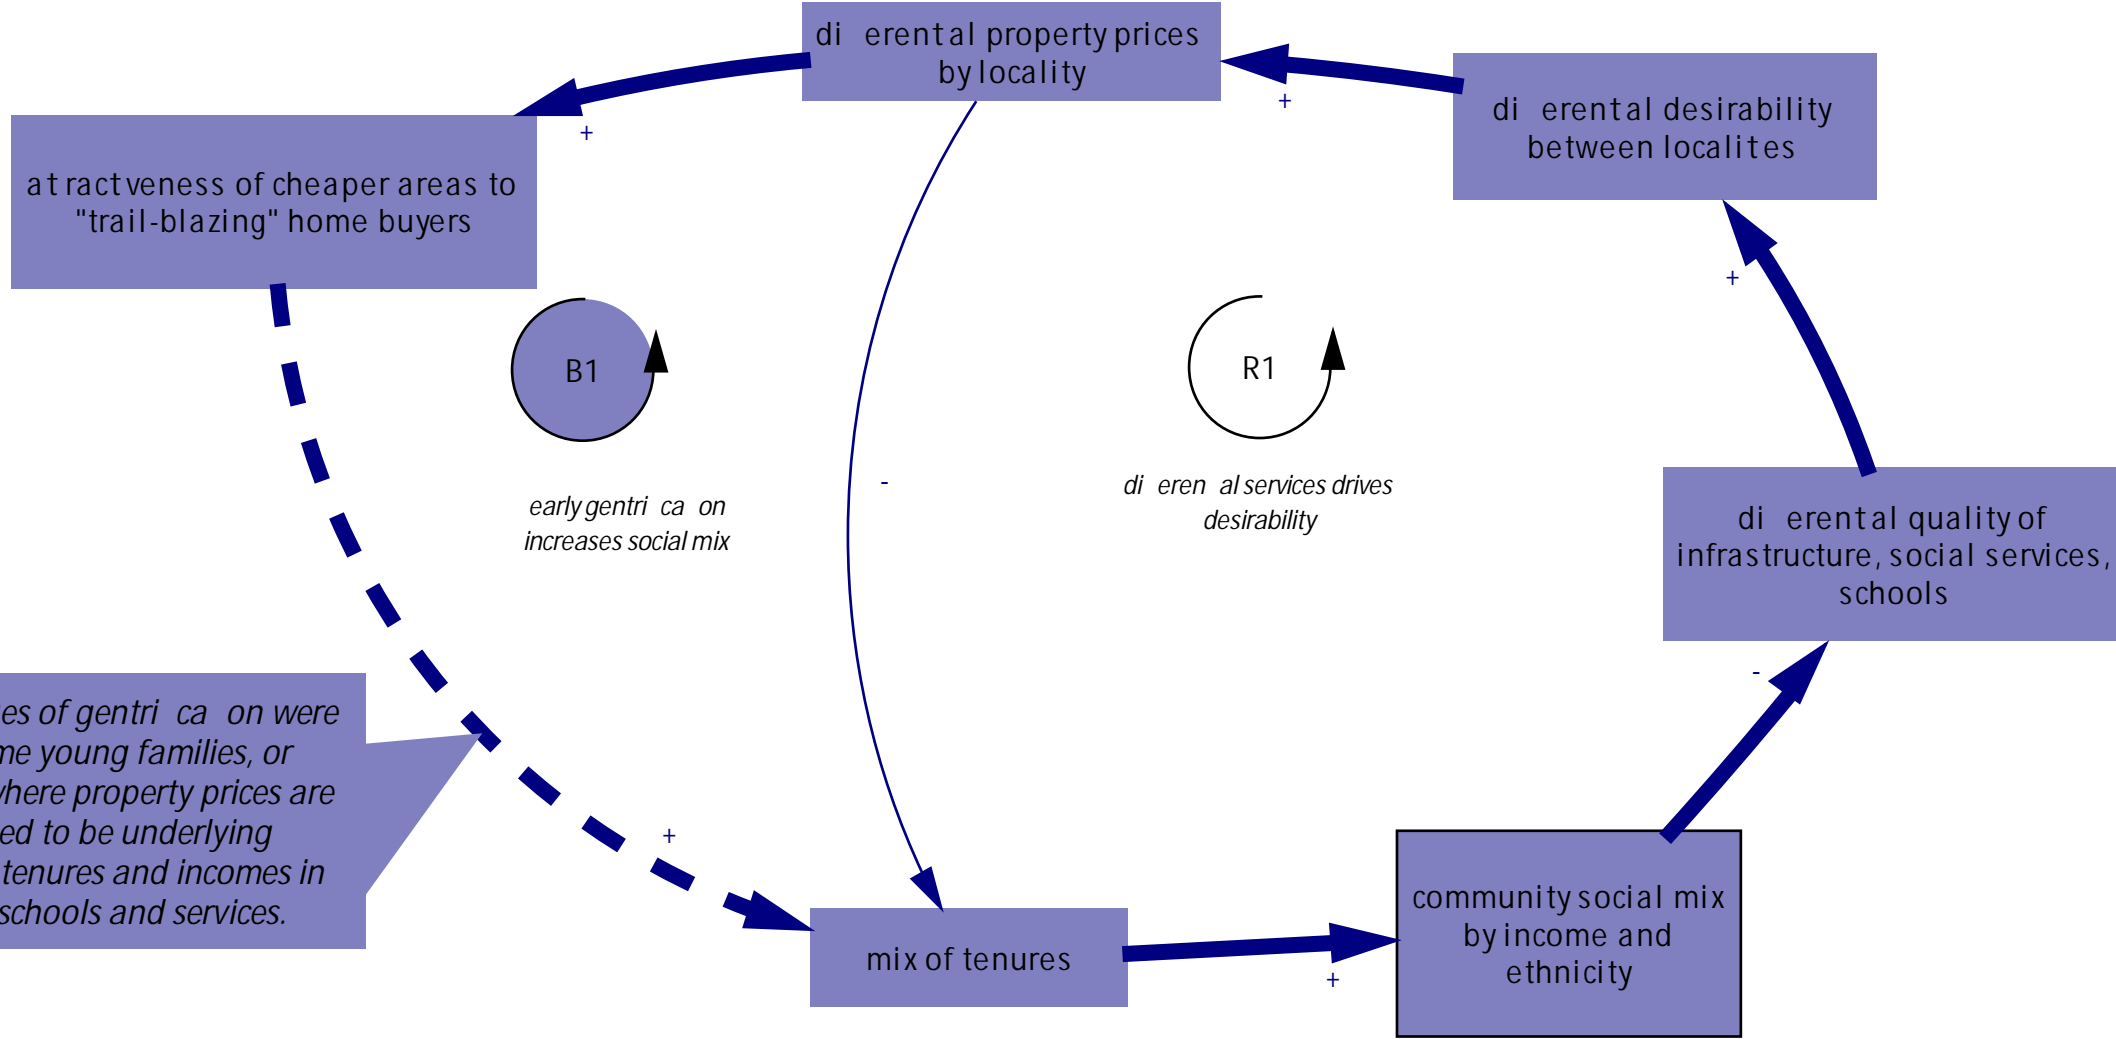 di erental property prices
by locality
+
+
di erental desirability
between localites
atractveness of cheaper areas to
"trail-blazing" home buyers
+
B1
R1
early gentri ca on
increases social mix
-
di eren al services drives
desirability
di erental quality of
infrastructure, social services,
schools
-
es of gentri ca on were
me young families, or
where property prices are
ed to be underlying
tenures and incomes in
schools and services.
+
mix of tenures
+
community social mix
by income and
ethnicity